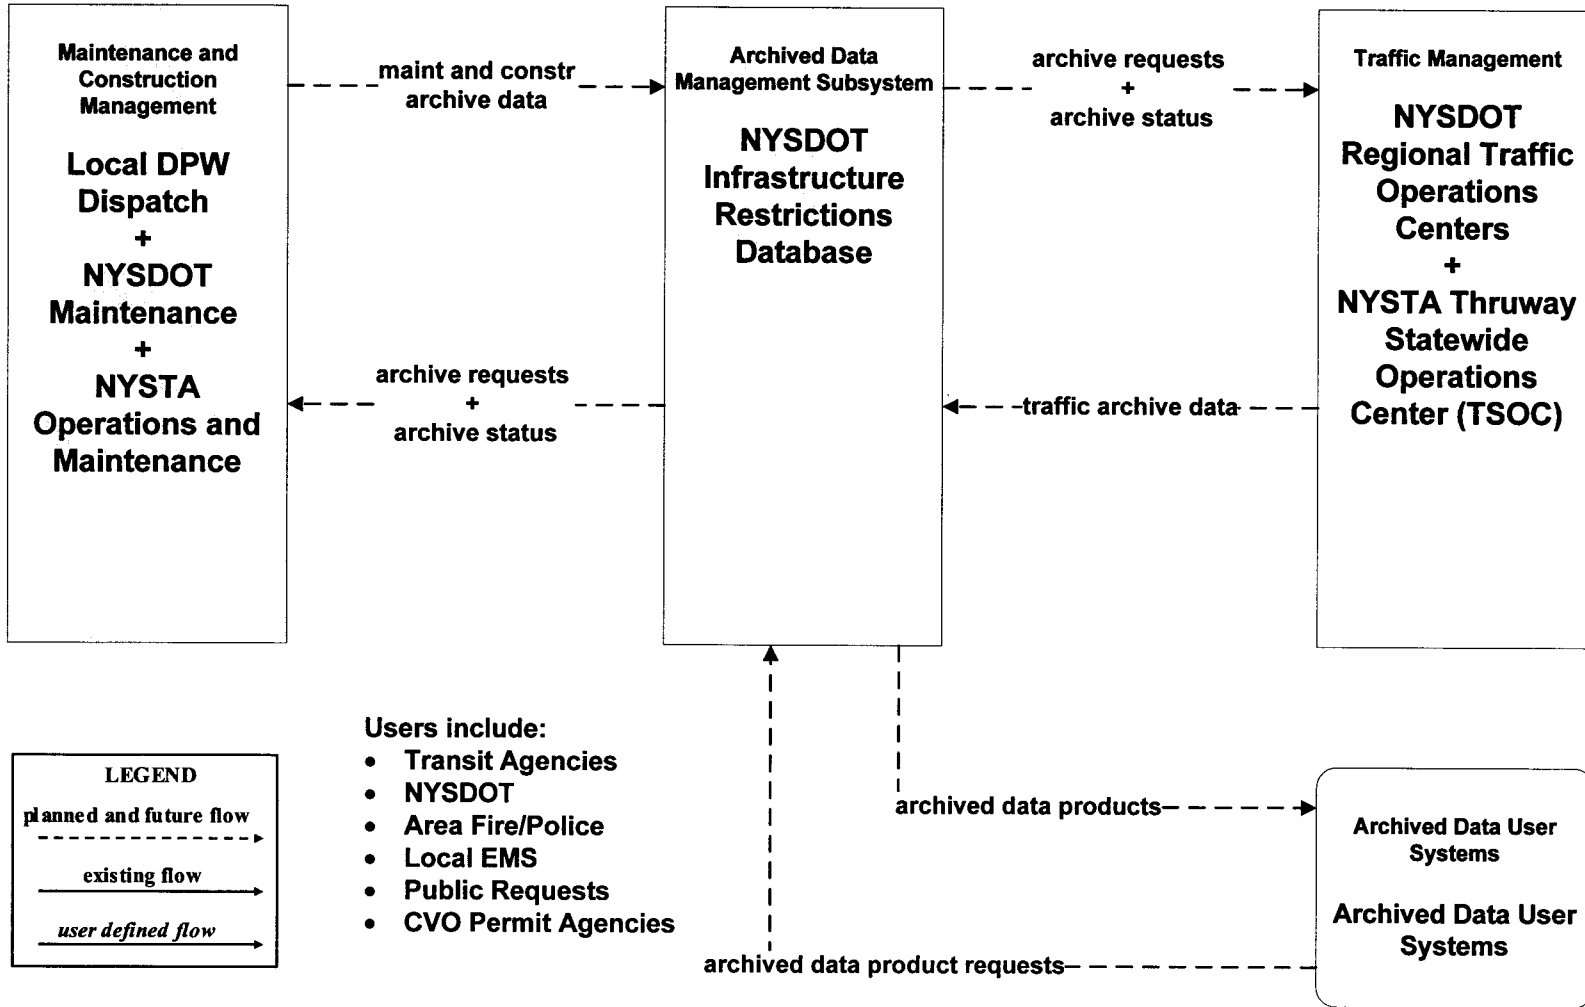 Maintenance and
Construction
Management
Local DPW
Dispatch
+
NYSDOT
Maintenance
+
NYSTA
Operations and
Maintenance
maint and constr
archive data
archive requests
+
archive status
Archived Data
Management Subsystem
NYSDOT
Infrastructure
Restrictions
Database
archive requests
+
archive status
traffic archive data
Traffic Management
NYSDOT
Regional Traffic
Operations
Centers
+
NYSTA Thruway
Statewide
Operations
Center (TSOC)
LEGEND
planned and future flow
existing flow
user defined flow
Users include:
• Transit Agencies
• NYSDOT
• Area Fire/Police
• Local EMS
• Public Requests
• CVO Permit Agencies
archived data products
archived data product requests
Archived Data User
Systems
Archived Data User
Systems